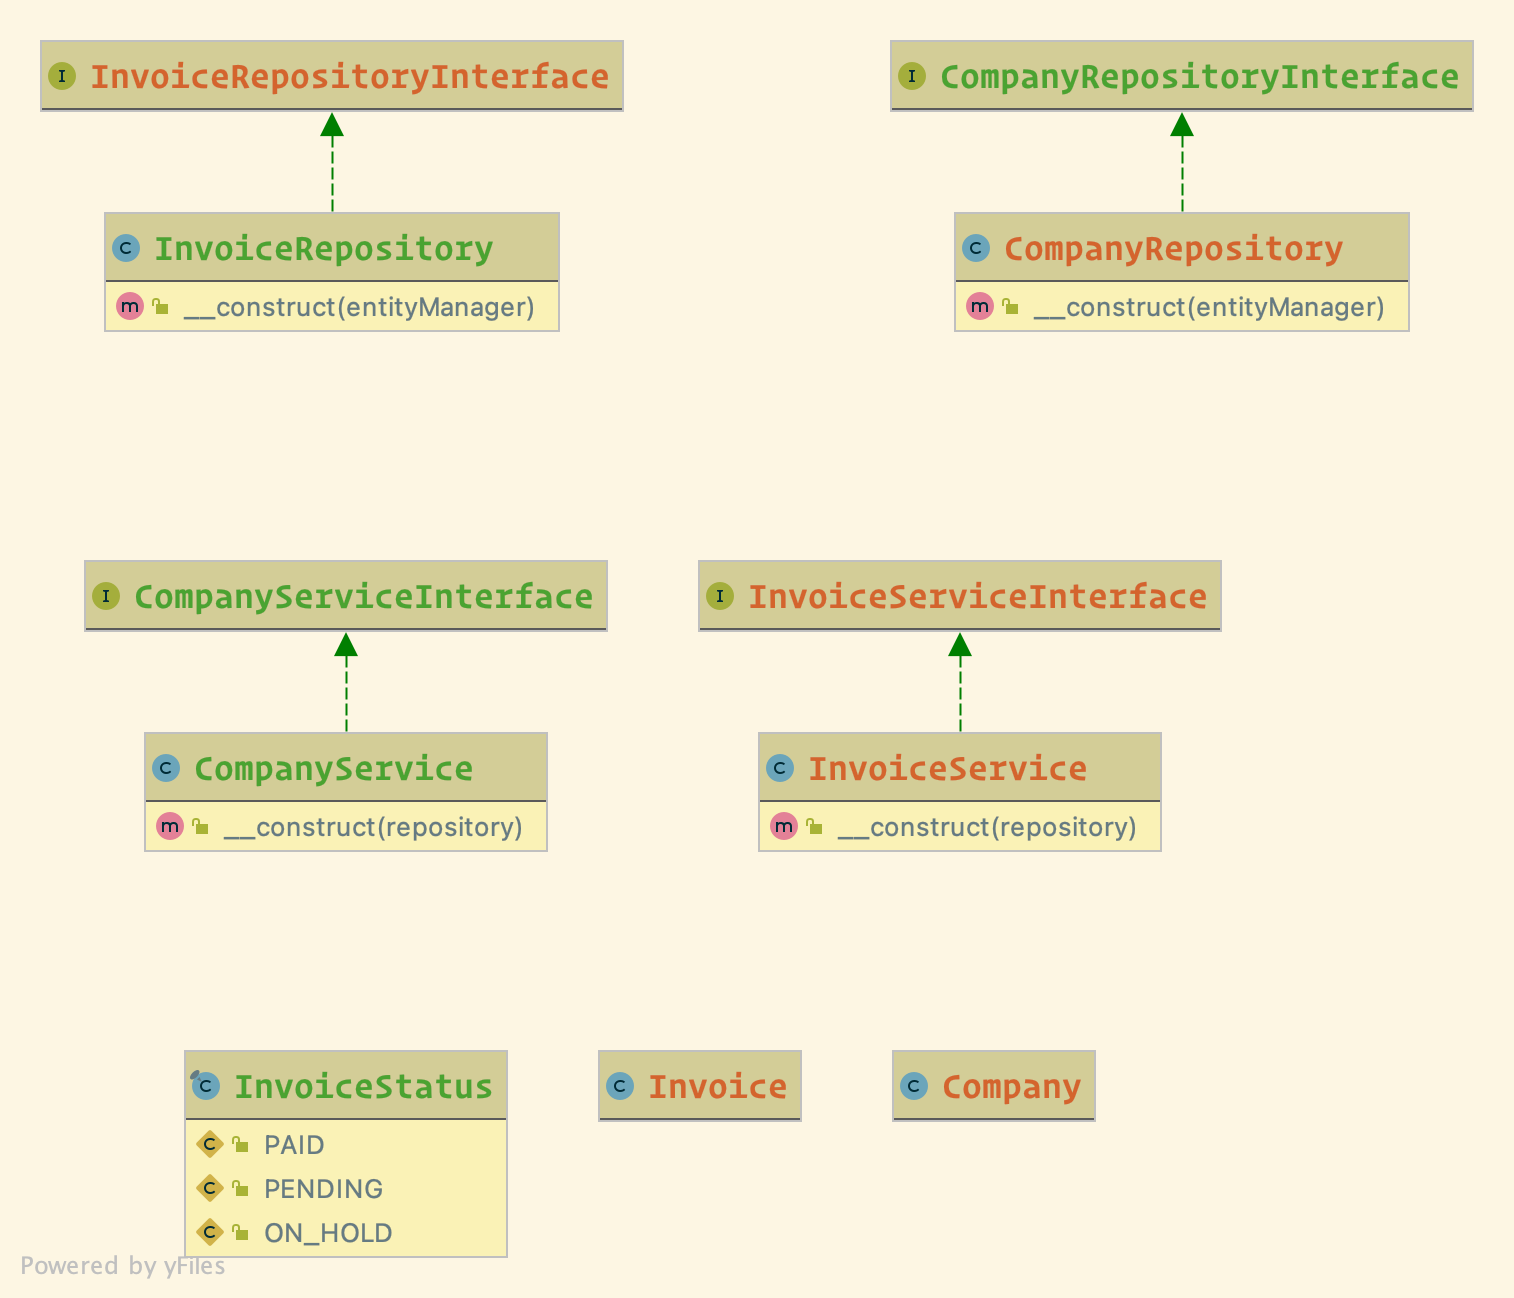 InvoiceRepositoryInterface
CompanyRepositoryInterface
InvoiceRepository
__construct(entityManager)
CompanyRepository
__construct(entityManager)
CompanyServiceInterface
InvoiceServiceInterface
CompanyService
__construct(repository)
InvoiceService
__construct(repository)
InvoiceStatus
PAID
PENDING
ON_HOLD
Invoice
Company
Powered by yFiles